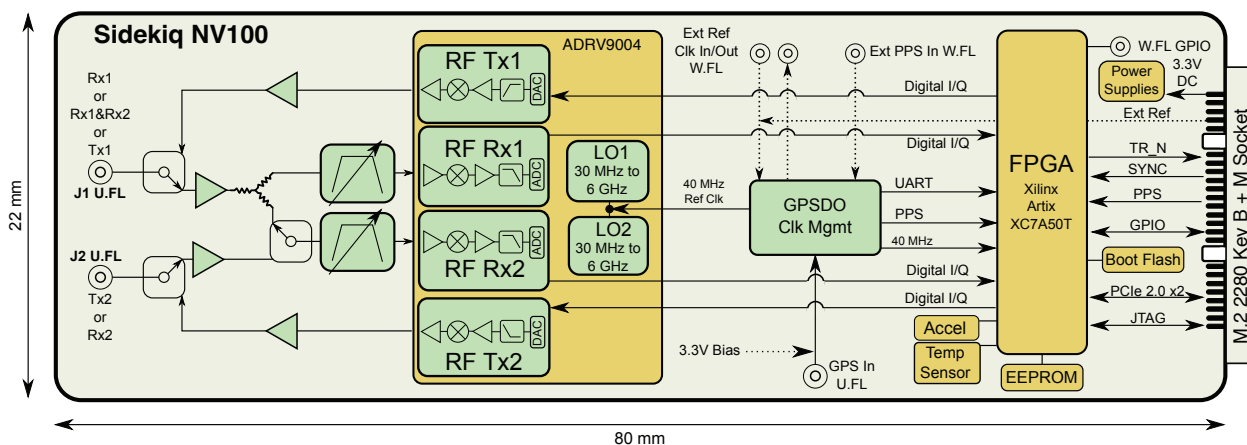 Sidekiq NV100
ADRV9004
Rx1
or
Rx1&Rx2
or
Tx1
J1 U.FL
J2 U.FL
Tx2
or
Rx2
RF Tx1
DAC
RF Rx1
ADC
RF Rx2
ADC
RF Tx2
DAC
LO1
30 MHz to
6 GHz
LO2
30 MHz to
6 GHz
40 MHz
Ref Clk
Ext Ref
Clk In/Out
W.FL
Ext PPS In W.FL
Digital I/Q
Digital I/Q
GPSDO
Clk Mgmt
UART
PPS
40 MHz
Digital I/Q
Digital I/Q
3.3V Bias
GPS In
U.FL
FPGA
Xilinx
Artix
XC7A50T
Accel
Temp
Sensor
EEPROM
W.FL GPIO
Power
Supplies
3.3V
DC
Ext Ref
TR_N
SYNC
PPS
GPIO
Boot Flash
PCIe 2.0 x2
JTAG
M.2 2280 Key B + M Socket
22 mm
80 mm